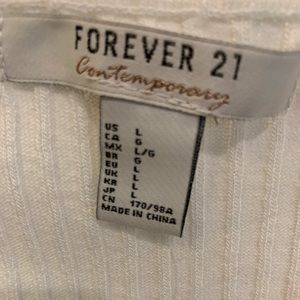 FOREVER 21
Contemporary
US L
CA G
MX L/G
BR G
EU L
UK L
KR L
JP L
CN 170/98A
MADE IN CHINA